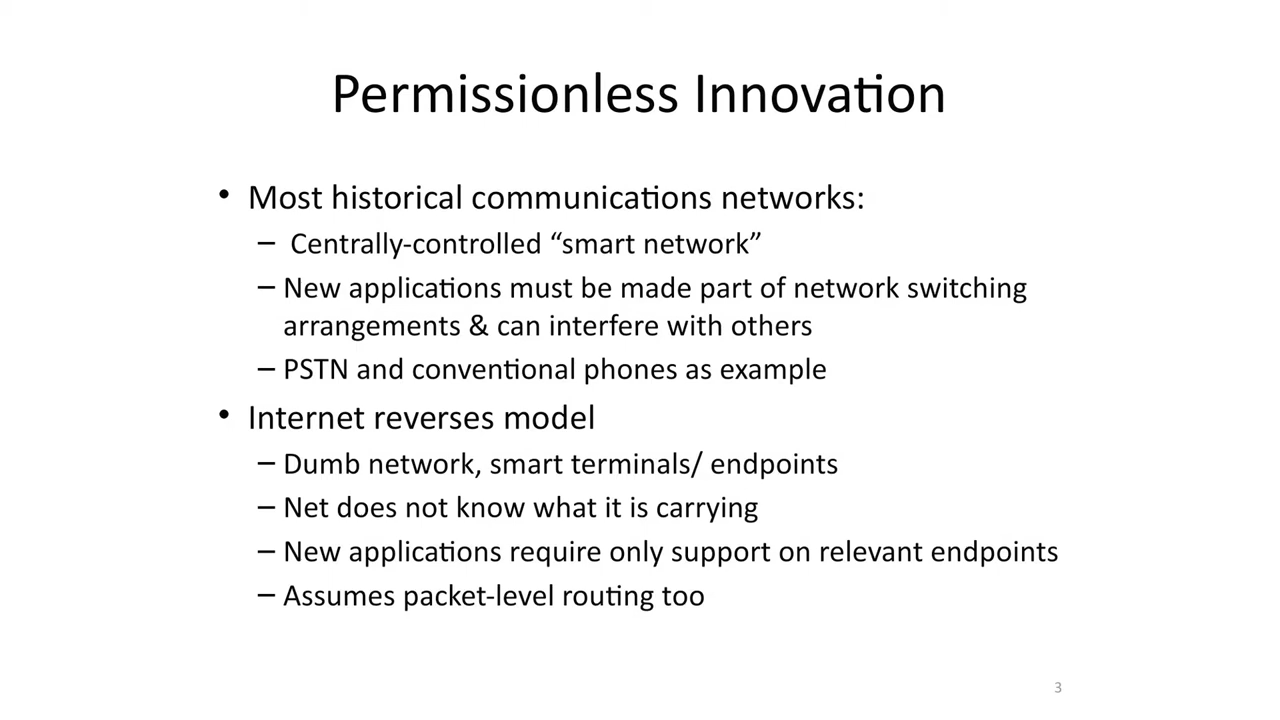 Permissionless Innovation
• Most historical communications networks:
– Centrally-controlled “smart network”
– New applications must be made part of network switching
arrangements & can interfere with others
– PSTN and conventional phones as example
• Internet reverses model
– Dumb network, smart terminals/ endpoints
– Net does not know what it is carrying
– New applications require only support on relevant endpoints
– Assumes packet-level routing too
3